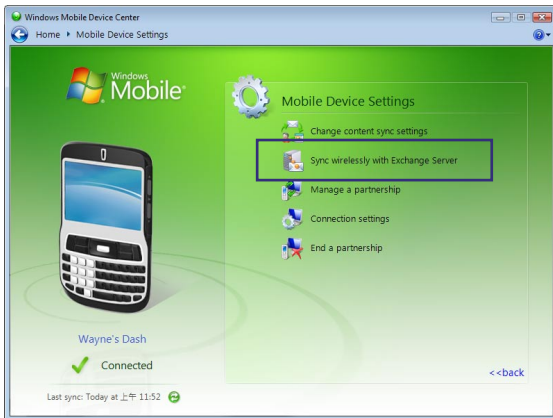 Windows Mobile Device Center
Home ▸ Mobile Device Settings
Windows
Mobile®
Mobile Device Settings
Change content sync settings
Sync wirelessly with Exchange Server
Manage a partnership
Connection settings
End a partnership
Wayne's Dash
Connected
<<back
Last sync: Today at 上午 11:52